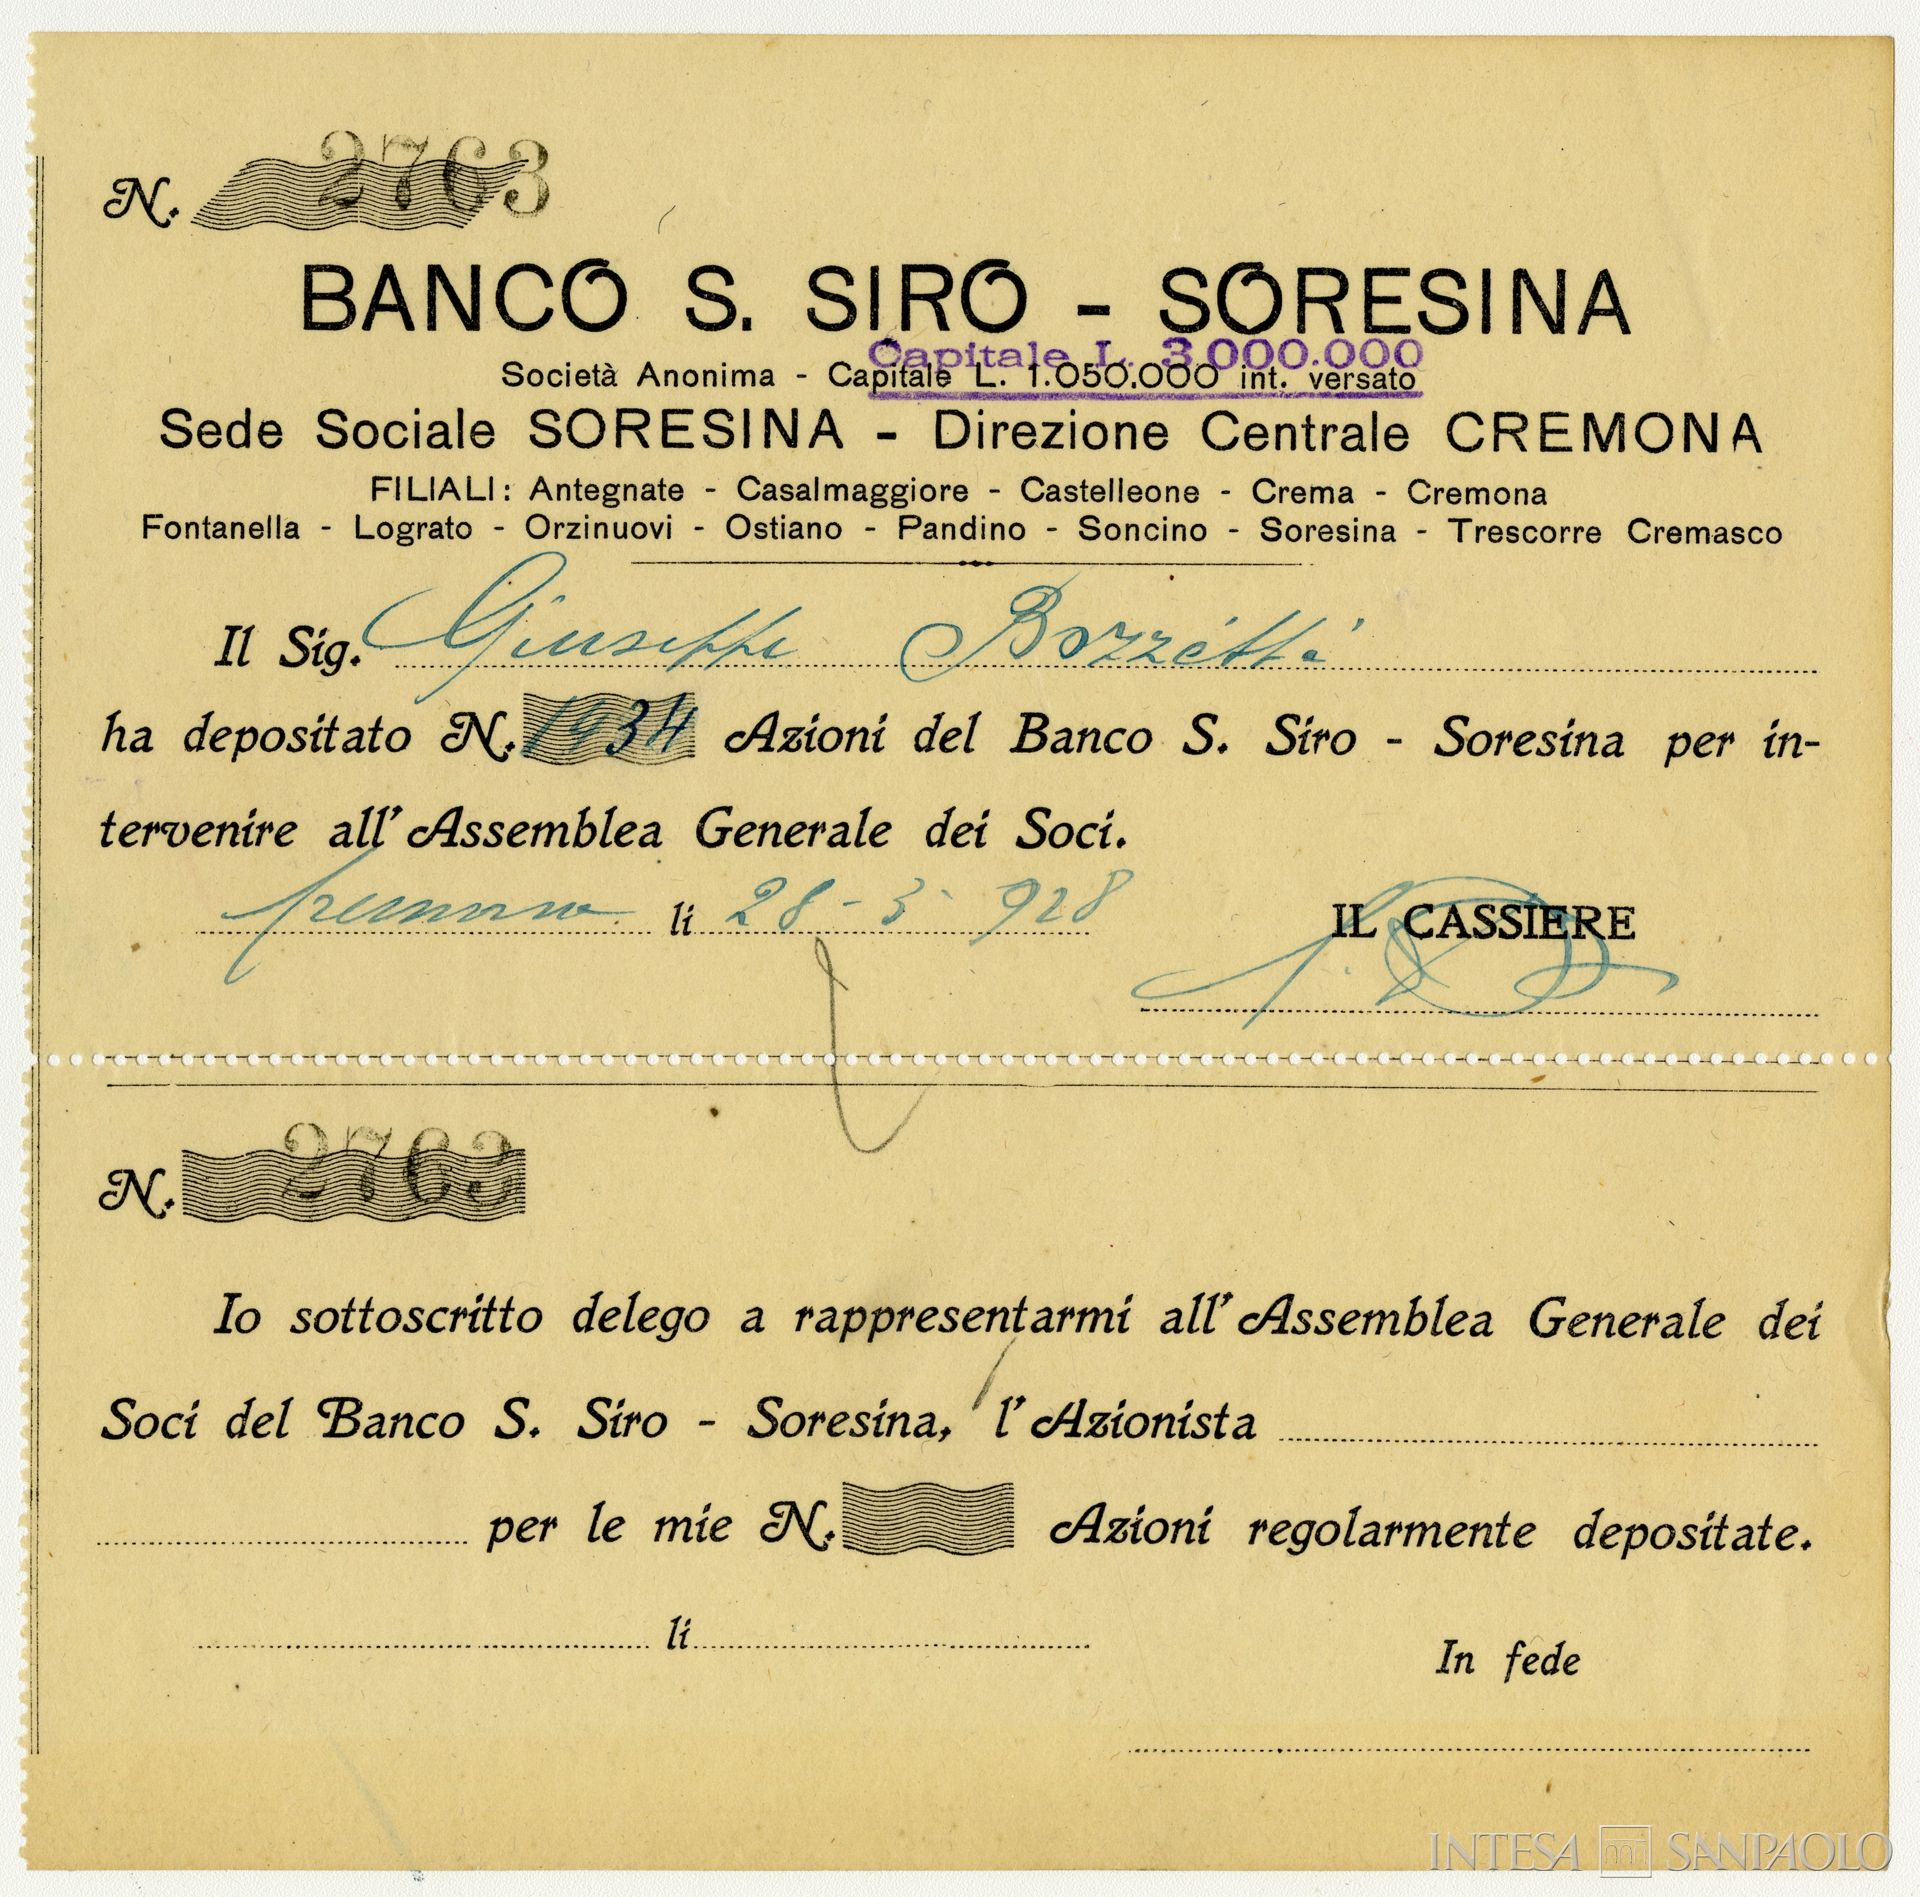 N. 2763
BANCO S. SIRO - SORESINA
Capitale L. 3.000.000
Società Anonima - Capitale L. 1.050.000 int. versato
Sede Sociale SORESINA - Direzione Centrale CREMONA
FILIALI: Antegnate - Casalmaggiore - Castelleone - Crema - Cremona
Fontanella - Lograto - Orzinuovi - Ostiano - Pandino - Soncino - Soresina - Trescorre Cremasco
Il Sig. Giuseppe Bozzetti
ha depositato N. 1934 Azioni del Banco S. Siro - Soresina per in-
tervenire all' Assemblea Generale dei Soci.
Cremona li 28-3-928
IL CASSIERE
N. 2763
Io sottoscritto delego a rappresentarmi all' Assemblea Generale dei
Soci del Banco S. Siro - Soresina, l' Azionista
per le mie N. Azioni regolarmente depositate.
li
In fede
INTESA SANPAOLO